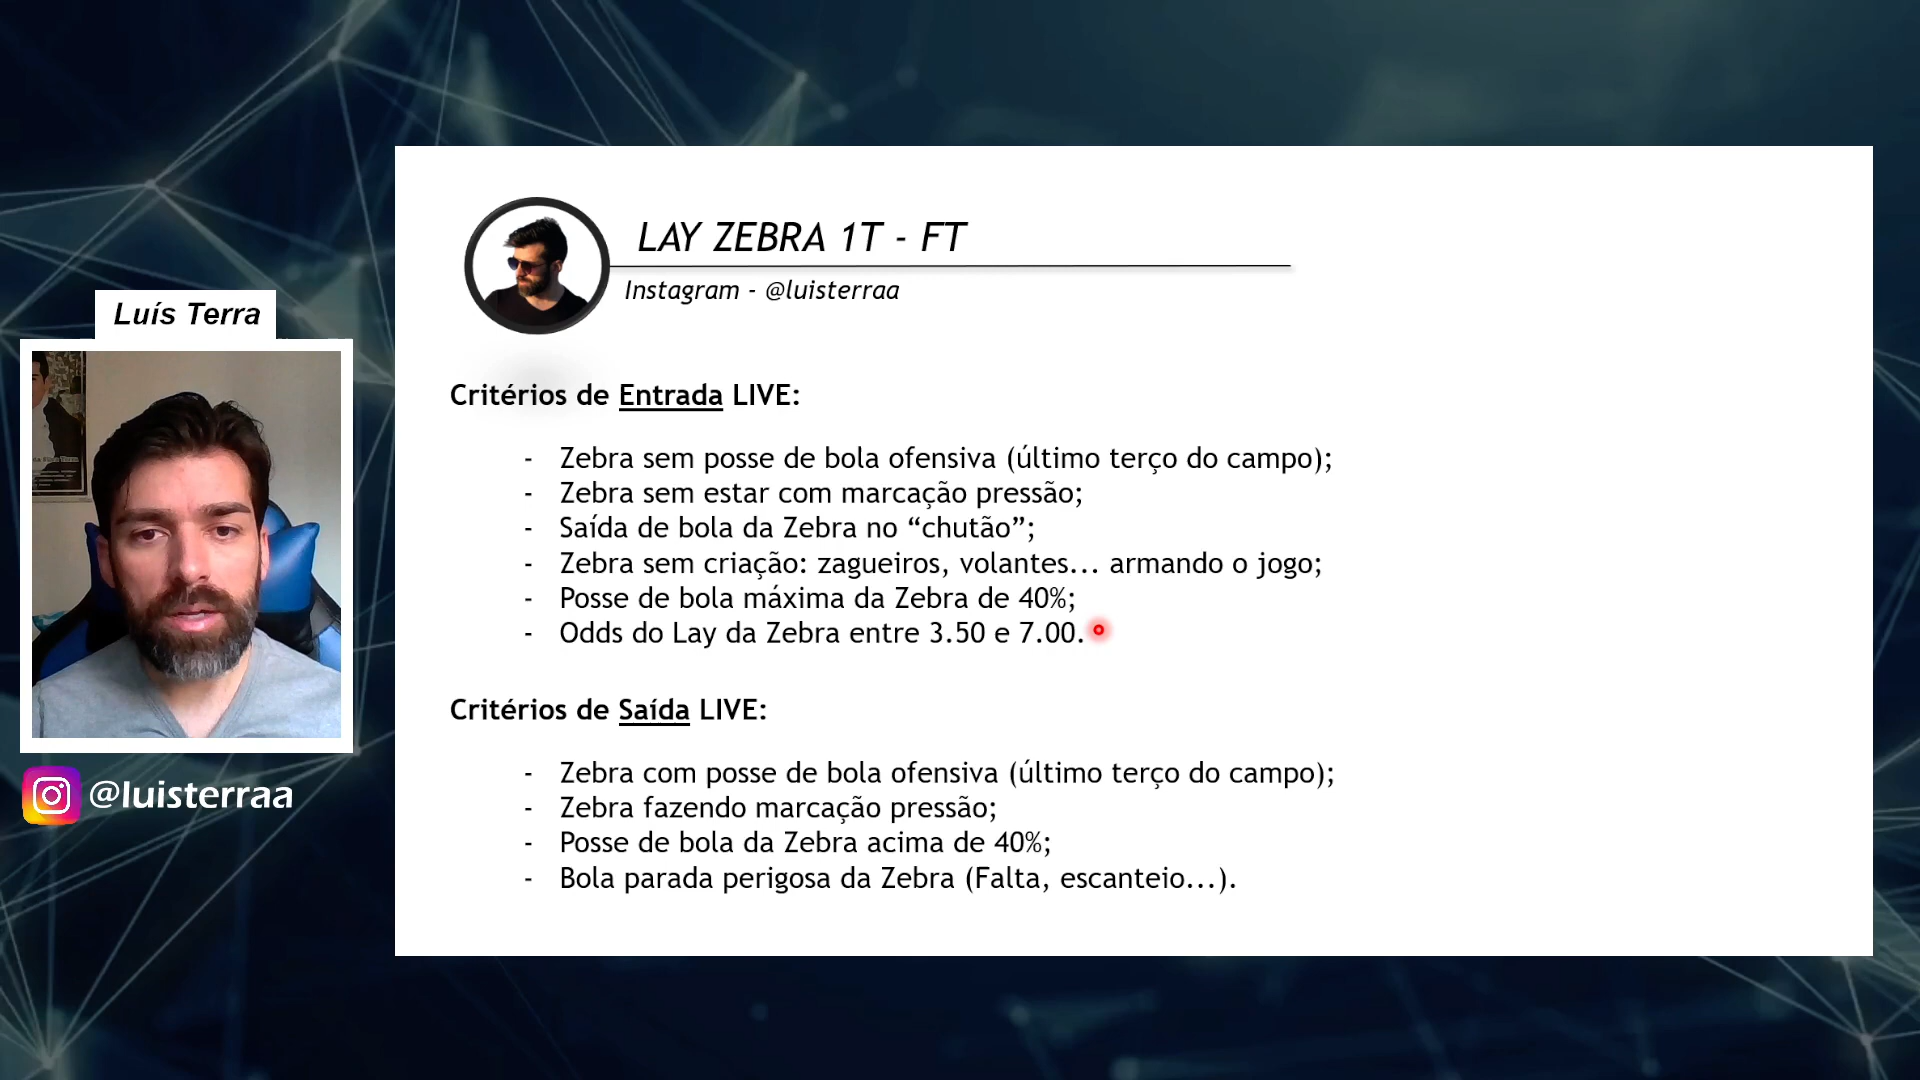 LAY ZEBRA 1T - FT
Instagram - @luisterraa
Luís Terra
@luisterraa
Critérios de Entrada LIVE:
- Zebra sem posse de bola ofensiva (último terço do campo);
- Zebra sem estar com marcação pressão;
- Saída de bola da Zebra no “chutão”;
- Zebra sem criação: zagueiros, volantes... armando o jogo;
- Posse de bola máxima da Zebra de 40%;
- Odds do Lay da Zebra entre 3.50 e 7.00.
Critérios de Saída LIVE:
- Zebra com posse de bola ofensiva (último terço do campo);
- Zebra fazendo marcação pressão;
- Posse de bola da Zebra acima de 40%;
- Bola parada perigosa da Zebra (Falta, escanteio...).